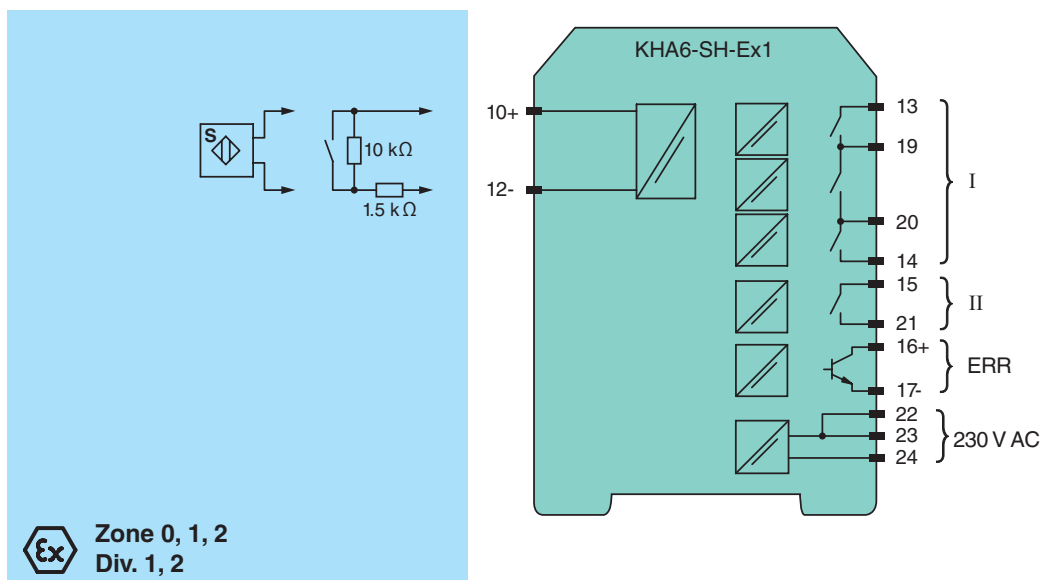 KHA6-SH-Ex1
S
10 kΩ
1.5 kΩ
10+
12-
13
19
20
14
I
15
21
II
16+
17-
ERR
22
23
24
230 V AC
Ex
Zone 0, 1, 2
Div. 1, 2